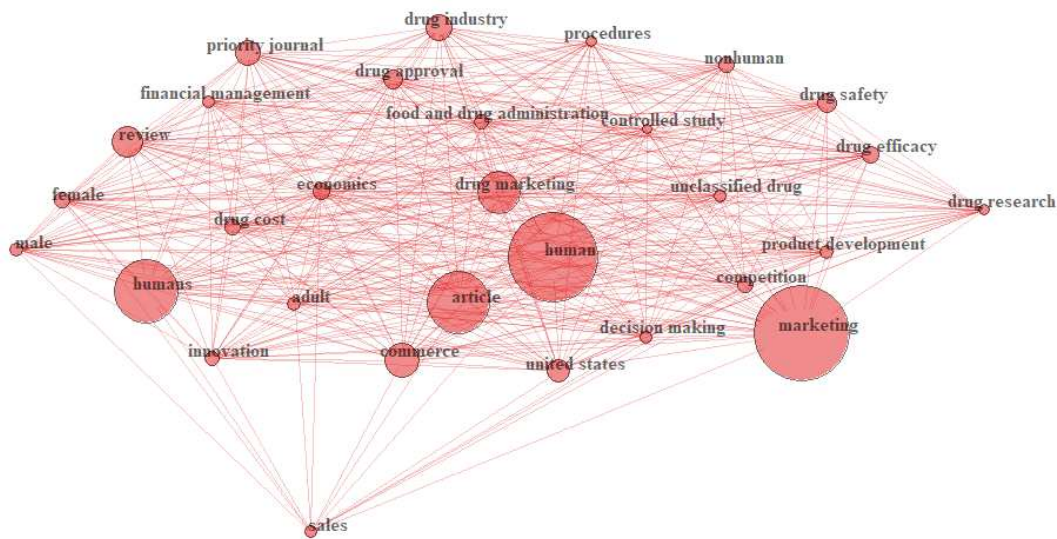 drug industry
procedures
priority journal
nonhuman
drug approval
financial management
drug safety
food and drug administration
controlled study
review
drug efficacy
economics
drug marketing
unclassified drug
female
drug research
drug cost
male
human
product development
humans
article
adult
competition
marketing
decision making
innovation
commerce
united states
sales